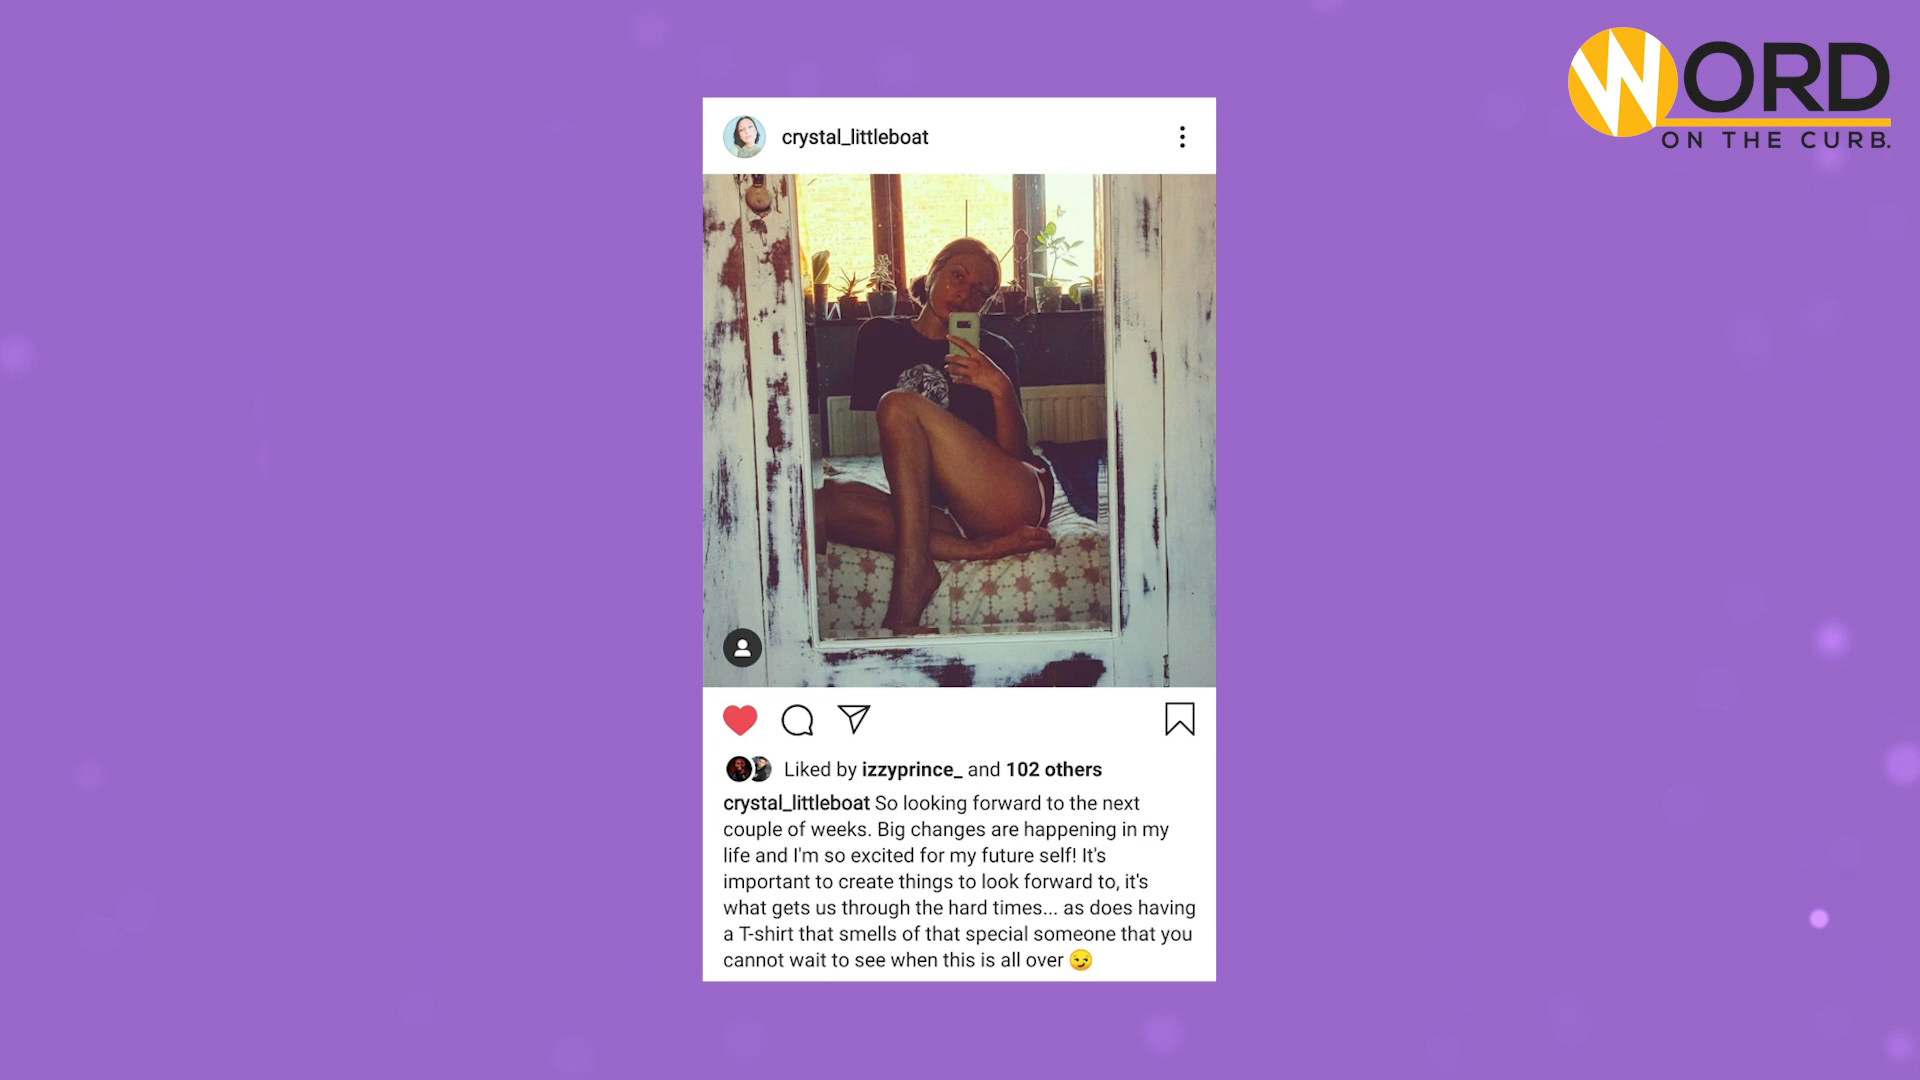 WORD
ON THE CURB.
crystal_littleboat
Liked by izzyprince_ and 102 others
crystal_littleboat So looking forward to the next
couple of weeks. Big changes are happening in my
life and I'm so excited for my future self! It's
important to create things to look forward to, it's
what gets us through the hard times... as does having
a T-shirt that smells of that special someone that you
cannot wait to see when this is all over 😏